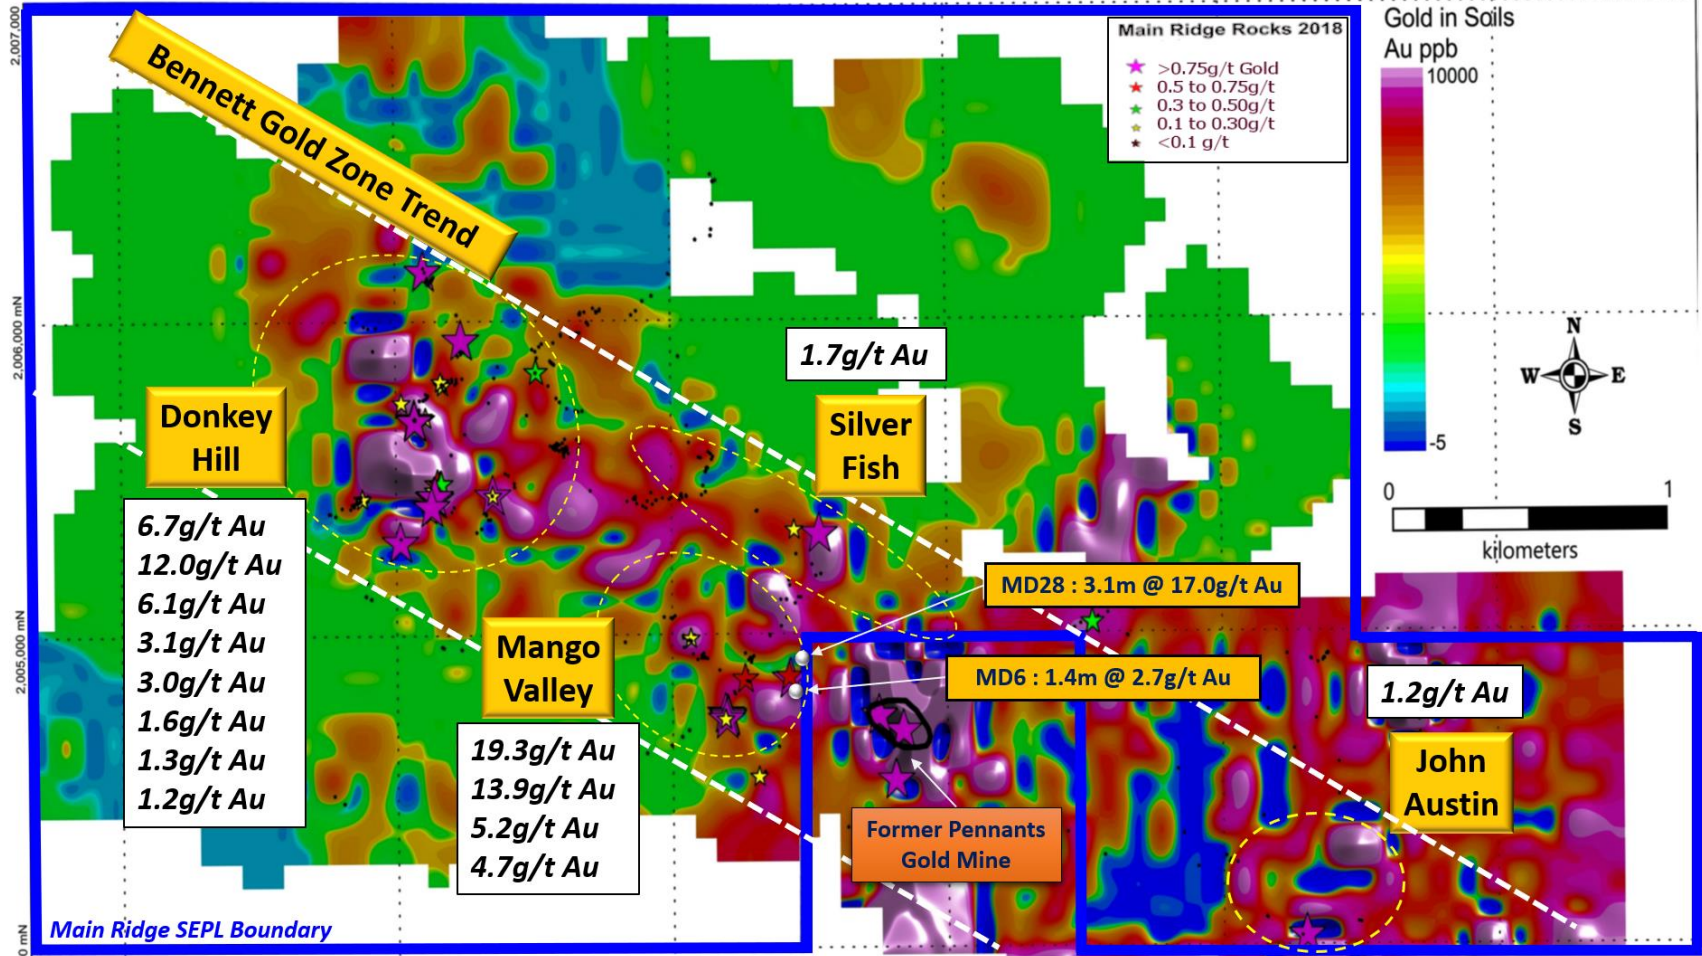 2,007,000
Bennett Gold Zone Trend
Main Ridge Rocks 2018
>0.75g/t Gold
0.5 to 0.75g/t
0.3 to 0.50g/t
0.1 to 0.30g/t
<0.1 g/t
Gold in Soils
Au ppb
10000
-5
N
W
E
S
0
1
kilometers
2,006,000 mN
1.7g/t Au
Silver
Fish
Donkey
Hill
6.7g/t Au
12.0g/t Au
6.1g/t Au
3.1g/t Au
3.0g/t Au
1.6g/t Au
1.3g/t Au
1.2g/t Au
MD28 : 3.1m @ 17.0g/t Au
2,005,000 mN
Mango
Valley
19.3g/t Au
13.9g/t Au
5.2g/t Au
4.7g/t Au
MD6 : 1.4m @ 2.7g/t Au
1.2g/t Au
John
Austin
Former Pennants
Gold Mine
Main Ridge SEPL Boundary
0 mN